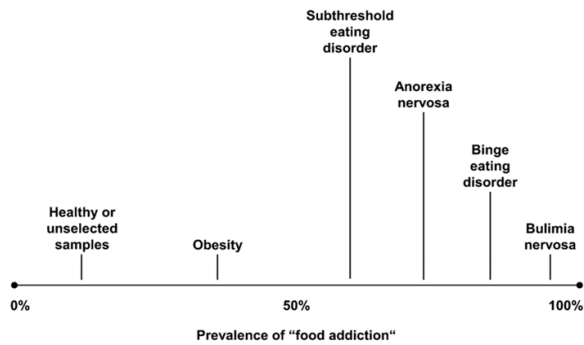 Subthreshold
eating
disorder
Anorexia
nervosa
Binge
eating
disorder
Healthy or
unselected
samples
Obesity
Bulimia
nervosa
0%
50%
100%
Prevalence of “food addiction“